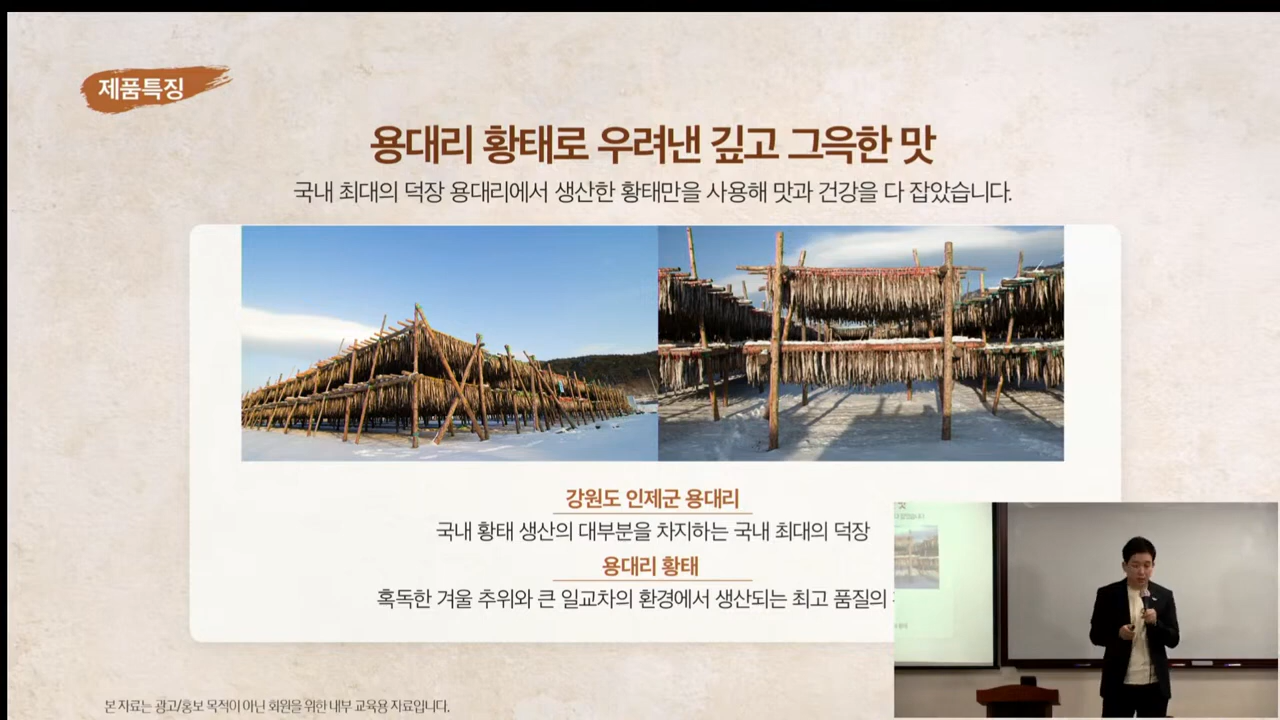 제품특징
용대리 황태로 우려낸 깊고 그윽한 맛
국내 최대의 덕장 용대리에서 생산한 황태만을 사용해 맛과 건강을 다 잡았습니다.
강원도 인제군 용대리
국내 황태 생산의 대부분을 차지하는 국내 최대의 덕장
용대리 황태
혹독한 겨울 추위와 큰 일교차의 환경에서 생산되는 최고 품질의
본 자료는 광고/홍보 목적이 아닌 회원을 위한 내부 교육용 자료입니다.